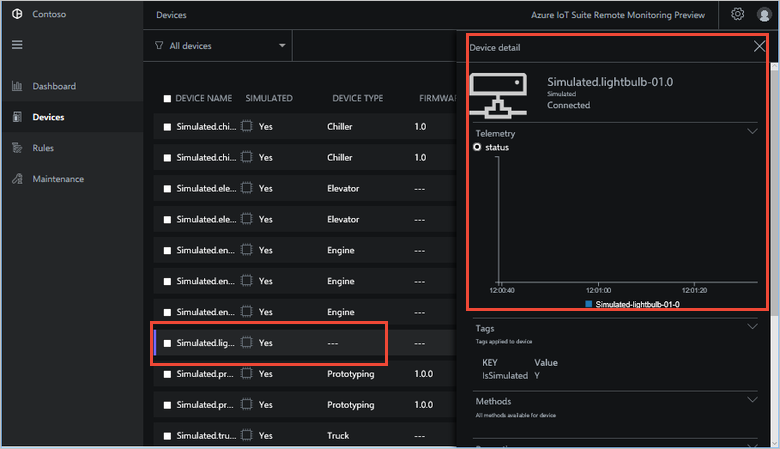 Contoso
Devices
Azure IoT Suite Remote Monitoring Preview
All devices
Dashboard
Devices
Rules
Maintenance
DEVICE NAME SIMULATED DEVICE TYPE FIRMWA
Simulated.chi... Yes Chiller 1.0
Simulated.chi... Yes Chiller 1.0
Simulated.ele... Yes Elevator ---
Simulated.ele... Yes Elevator ---
Simulated.en... Yes Engine ---
Simulated.en... Yes Engine ---
Simulated.en... Yes Engine ---
Simulated.lig... Yes --- ---
Simulated.pr... Yes Prototyping 1.0.0
Simulated.pr... Yes Prototyping 1.0.0
Simulated.tru... Yes Truck ---
Device detail
Simulated.lightbulb-01.0
Simulated
Connected
Telemetry
status
12:00:40 12:01:00 12:01:20
Simulated-lightbulb-01-0
Tags
Tags applied to device
KEY Value
IsSimulated Y
Methods
All methods available for device